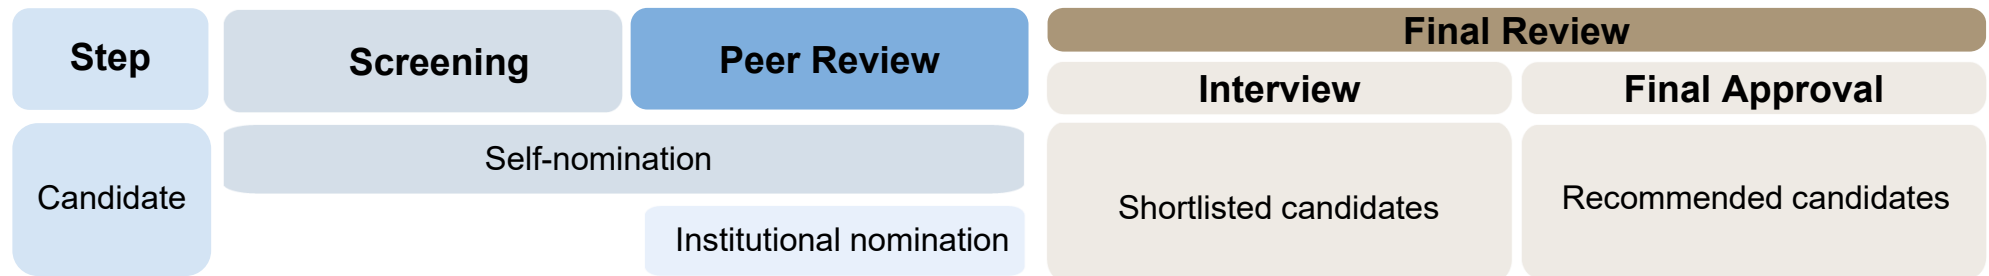 Step
Screening
Peer Review
Final Review
Interview
Final Approval
Candidate
Self-nomination
Institutional nomination
Shortlisted candidates
Recommended candidates